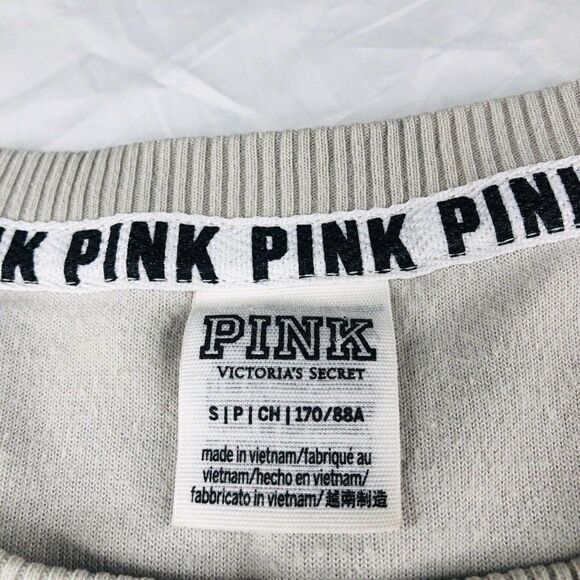 K PINK PINK PINK
PINK
VICTORIA'S SECRET
S | P | CH | 170/88A
made in vietnam/fabriqué au
vietnam/hecho en vietnam/
fabbricato in vietnam/越南制造